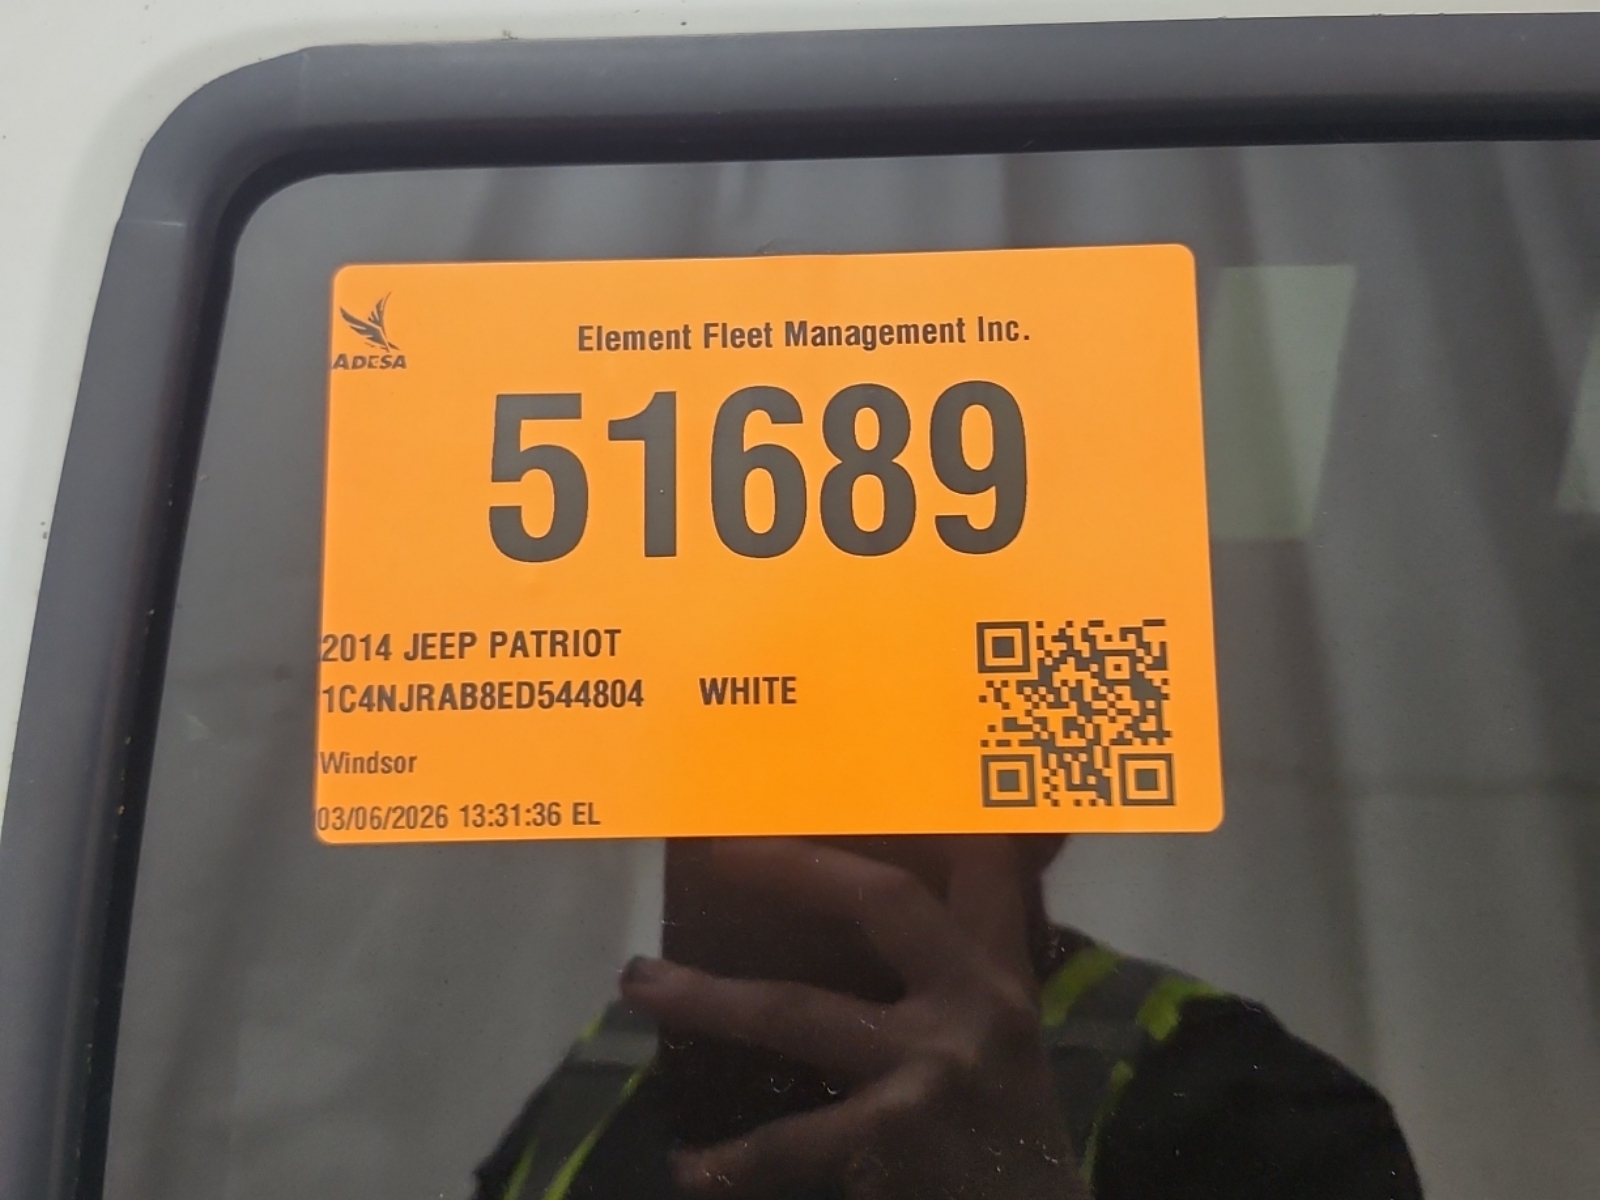 ADESA
Element Fleet Management Inc.
51689
2014 JEEP PATRIOT
1C4NJRAB8ED544804 WHITE
Windsor
03/06/2026 13:31:36 EL